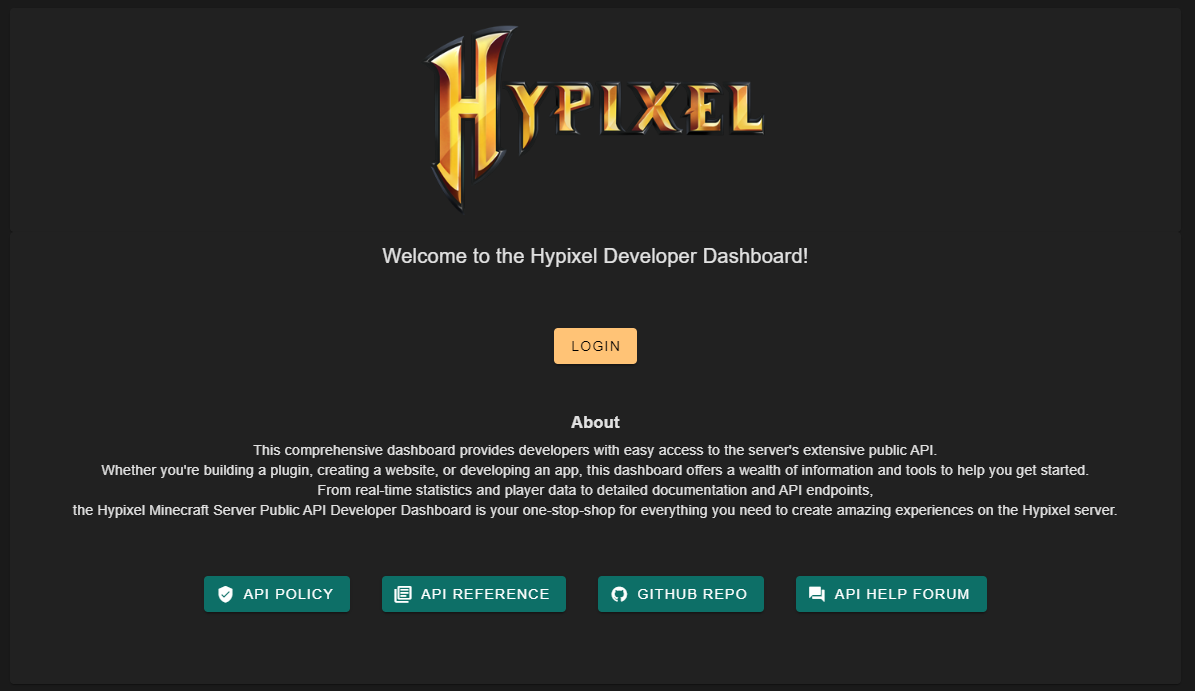 HYPIXEL
Welcome to the Hypixel Developer Dashboard!
LOGIN
About
This comprehensive dashboard provides developers with easy access to the server's extensive public API.
Whether you're building a plugin, creating a website, or developing an app, this dashboard offers a wealth of information and tools to help you get started.
From real-time statistics and player data to detailed documentation and API endpoints,
the Hypixel Minecraft Server Public API Developer Dashboard is your one-stop-shop for everything you need to create amazing experiences on the Hypixel server.
API POLICY
API REFERENCE
GITHUB REPO
API HELP FORUM